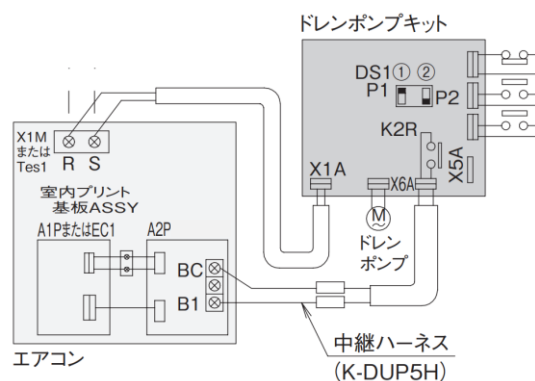 ドレンポンプキット
DS1 ① ②
P1
P2
K2R
X1A
X6A
X5A
M
ドレン
ポンプ
X1M
または
Tes1
R S
室内プリント
基板ASSY
A1PまたはEC1
A2P
BC
B1
エアコン
中継ハーネス
(K-DUP5H)